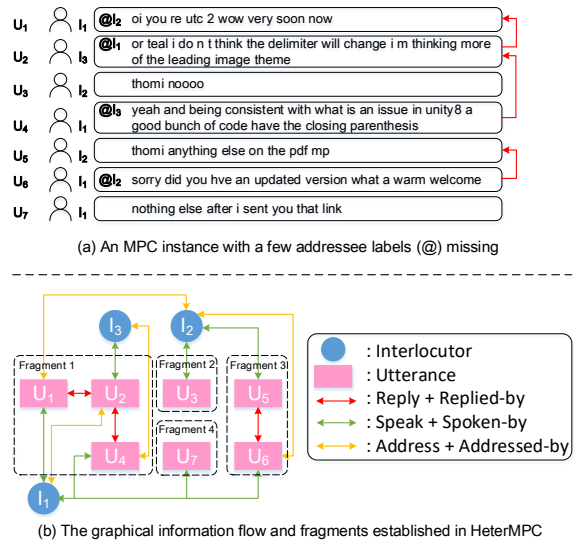 U₁ I₁ @I₂ oi you re utc 2 wow very soon now
U₂ I₃ @I₁ or teal i do n t think the delimiter will change i m thinking more
of the leading image theme
U₃ I₂ thomi noooo
U₄ I₁ @I₃ yeah and being consistent with what is an issue in unity8 a
good bunch of code have the closing parenthesis
U₅ I₂ thomi anything else on the pdf mp
U₆ I₁ @I₂ sorry did you hve an updated version what a warm welcome
U₇ I₁ nothing else after i sent you that link
(a) An MPC instance with a few addressee labels (@) missing
I₃ I₂
Fragment 1 Fragment 2 Fragment 3
U₁ U₂ U₃ U₅
Fragment 4
U₄ U₇ U₆
I₁
: Interlocutor
: Utterance
: Reply + Replied-by
: Speak + Spoken-by
: Address + Addressed-by
(b) The graphical information flow and fragments established in HeterMPC